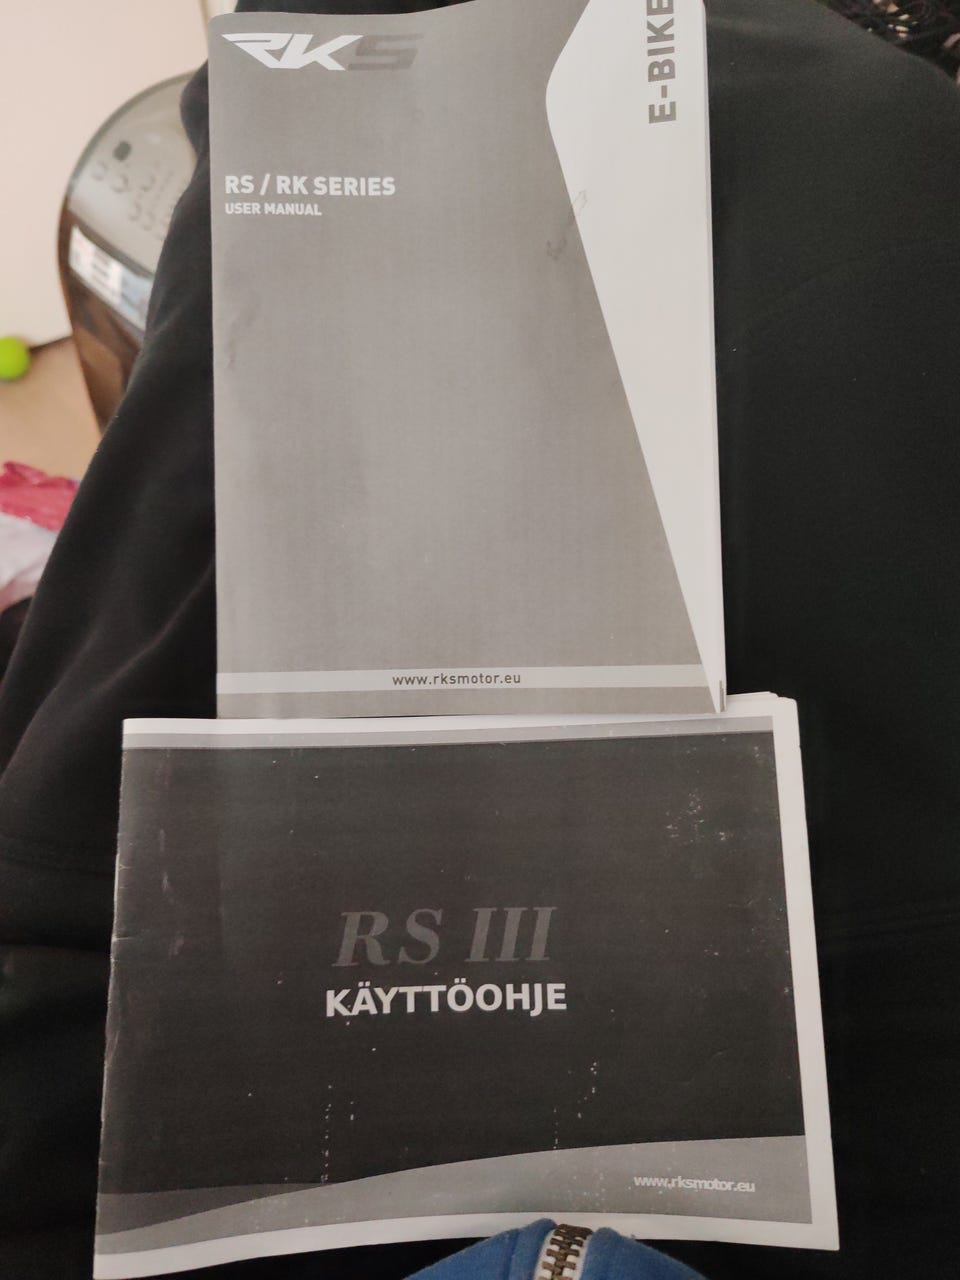 RKS
E-BIKE
RS / RK SERIES
USER MANUAL
www.rksmotor.eu
RS III
KÄYTTÖOHJE
www.rksmotor.eu